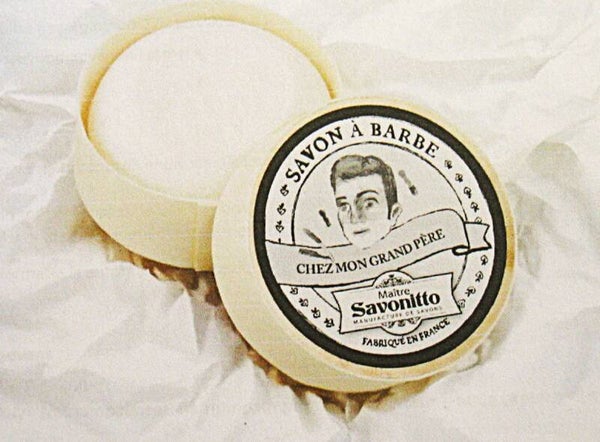 SAVON À BARBE
CHEZ MON GRAND PÈRE
Maître
Savonitto
MANUFACTURE DE SAVONS
FABRIQUÉ EN FRANCE